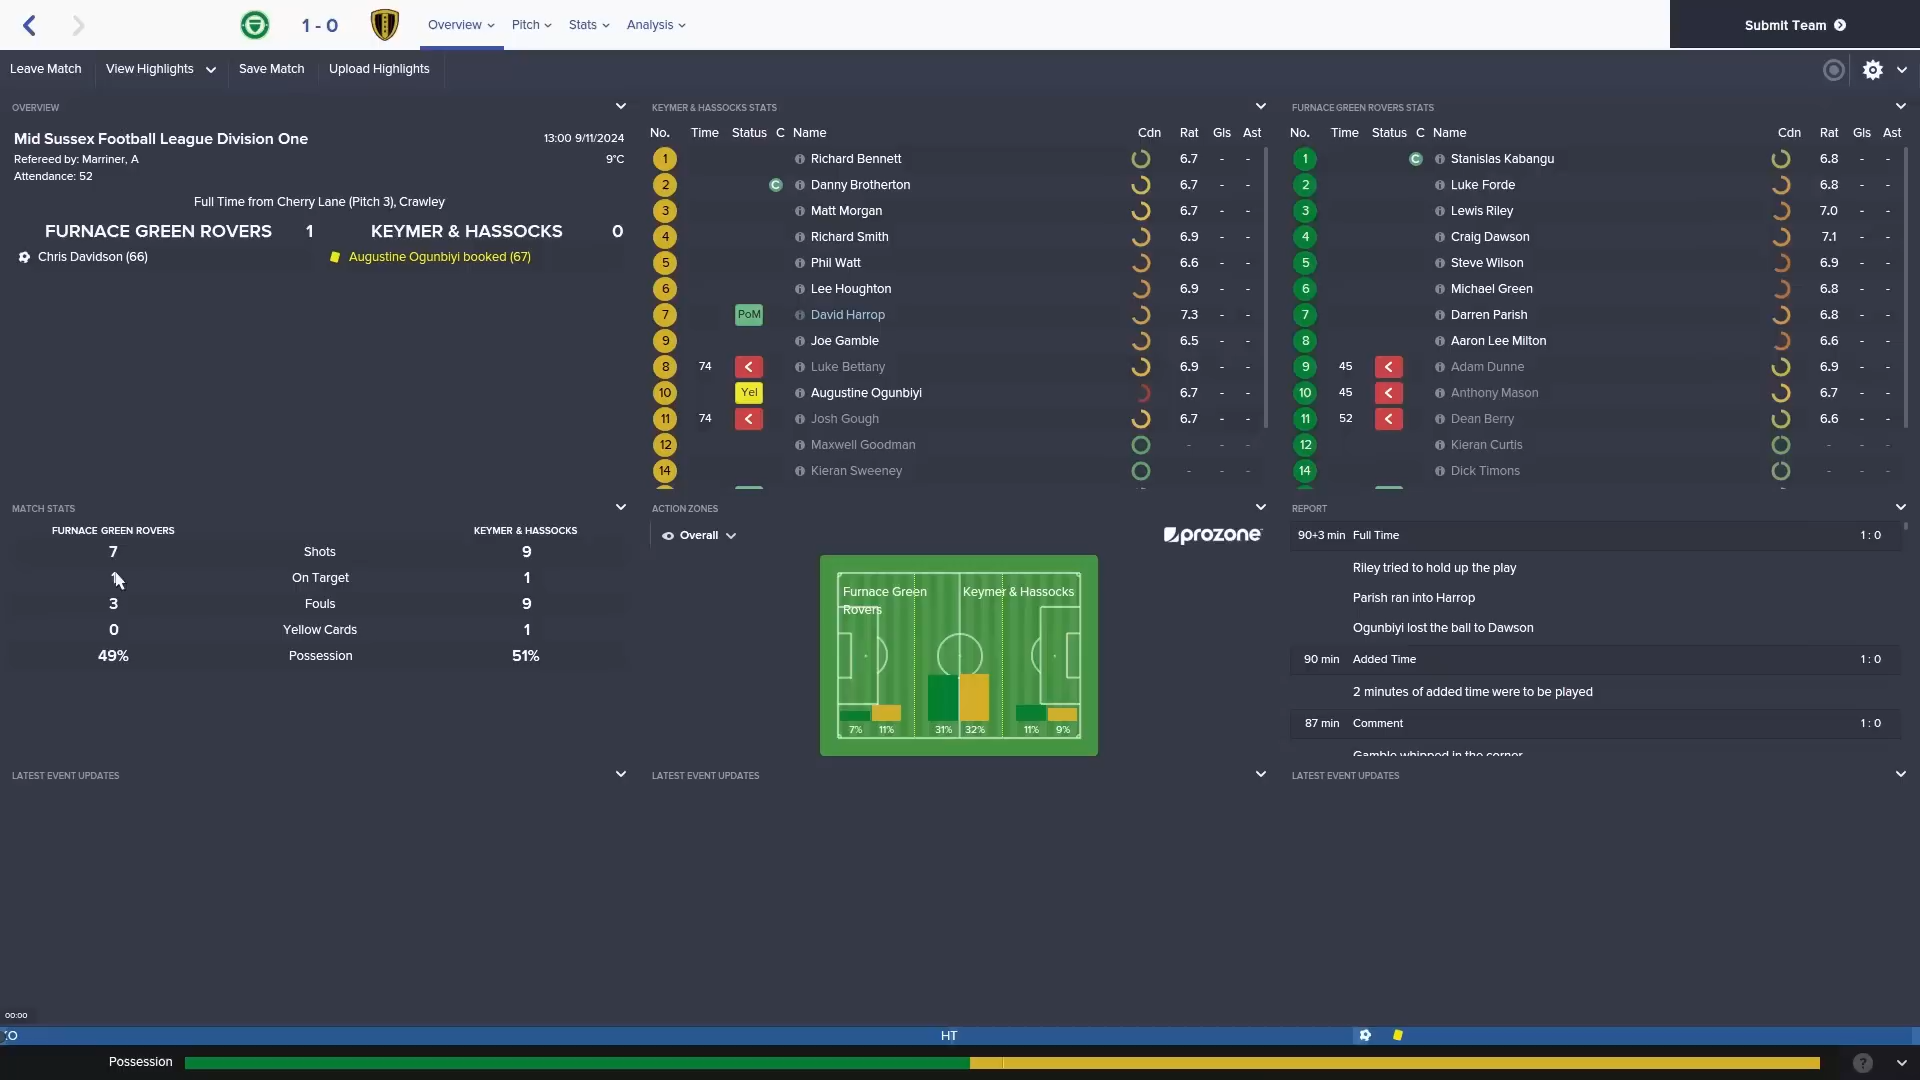 1 - 0
Overview
Pitch
Stats
Analysis
Submit Team
Leave Match
View Highlights
Save Match
Upload Highlights
OVERVIEW
Mid Sussex Football League Division One
13:00 9/11/2024
Refereed by: Marriner, A
9°C
Attendance: 52
Full Time from Cherry Lane (Pitch 3), Crawley
FURNACE GREEN ROVERS 1 KEYMER & HASSOCKS 0
Chris Davidson (66)
Augustine Ogunbiyi booked (67)
KEYMER & HASSOCKS STATS
No. Time Status C Name Cdn Rat Gls Ast
1 Richard Bennett 6.7 - -
2 C Danny Brotherton 6.7 - -
3 Matt Morgan 6.7 - -
4 Richard Smith 6.9 - -
5 Phil Watt 6.6 - -
6 Lee Houghton 6.9 - -
7 PoM David Harrop 7.3 - -
9 Joe Gamble 6.5 - -
8 74 Luke Bettany 6.9 - -
10 Yel Augustine Ogunbiyi 6.7 - -
11 74 Josh Gough 6.7 - -
12 Maxwell Goodman - - -
14 Kieran Sweeney - - -
FURNACE GREEN ROVERS STATS
No. Time Status C Name Cdn Rat Gls Ast
1 C Stanislas Kabangu 6.8 - -
2 Luke Forde 6.8 - -
3 Lewis Riley 7.0 - -
4 Craig Dawson 7.1 - -
5 Steve Wilson 6.9 - -
6 Michael Green 6.8 - -
7 Darren Parish 6.8 - -
8 Aaron Lee Milton 6.6 - -
9 45 Adam Dunne 6.9 - -
10 45 Anthony Mason 6.7 - -
11 52 Dean Berry 6.6 - -
12 Kieran Curtis - - -
14 Dick Timons - - -
MATCH STATS
FURNACE GREEN ROVERS KEYMER & HASSOCKS
7 Shots 9
On Target 1
3 Fouls 9
0 Yellow Cards 1
49% Possession 51%
ACTION ZONES
Overall
prozone
Furnace Green
Rovers
Keymer & Hassocks
7% 11% 31% 32% 11% 9%
REPORT
90+3 min Full Time 1 : 0
Riley tried to hold up the play
Parish ran into Harrop
Ogunbiyi lost the ball to Dawson
90 min Added Time 1 : 0
2 minutes of added time were to be played
87 min Comment 1 : 0
Gamble whipped in the corner
LATEST EVENT UPDATES
LATEST EVENT UPDATES
LATEST EVENT UPDATES
00:00
HT
Possession
?